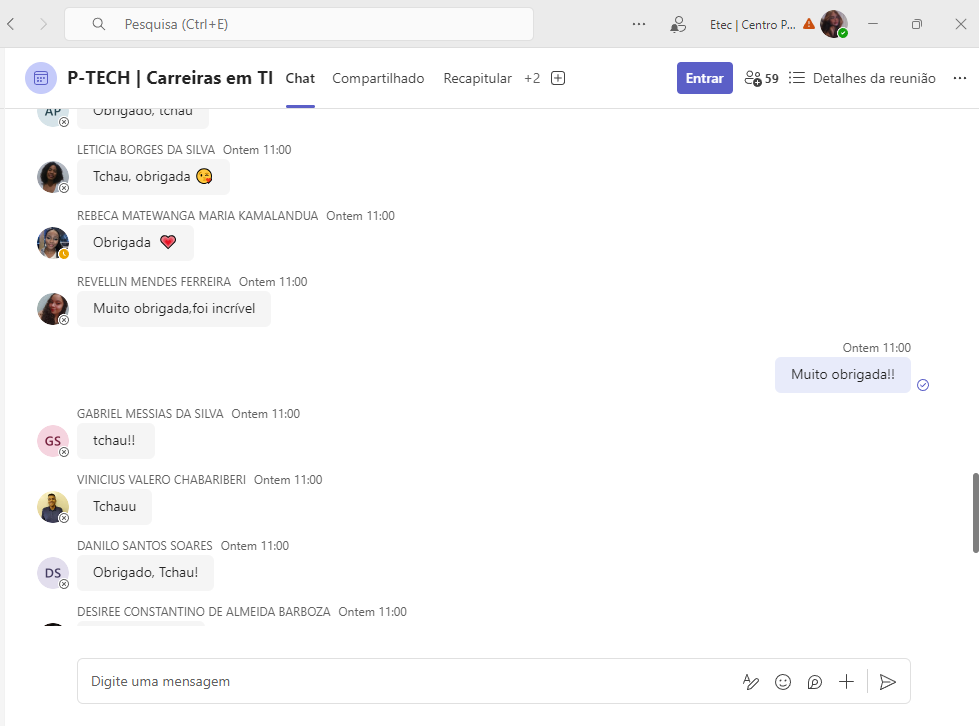 Pesquisa (Ctrl+E)
Etec | Centro P...
P-TECH | Carreiras em TI
Chat
Compartilhado
Recapitular
+2
Entrar
59
Detalhes da reunião
AP
Obrigado, tchau
LETICIA BORGES DA SILVA Ontem 11:00
Tchau, obrigada 😘
REBECA MATEWANGA MARIA KAMALANDUA Ontem 11:00
Obrigada ❤️
REVELLIN MENDES FERREIRA Ontem 11:00
Muito obrigada,foi incrível
Ontem 11:00
Muito obrigada!!
GABRIEL MESSIAS DA SILVA Ontem 11:00
GS
tchau!!
VINICIUS VALERO CHABARIBERI Ontem 11:00
Tchauu
DANILO SANTOS SOARES Ontem 11:00
DS
Obrigado, Tchau!
DESIREE CONSTANTINO DE ALMEIDA BARBOZA Ontem 11:00
Digite uma mensagem